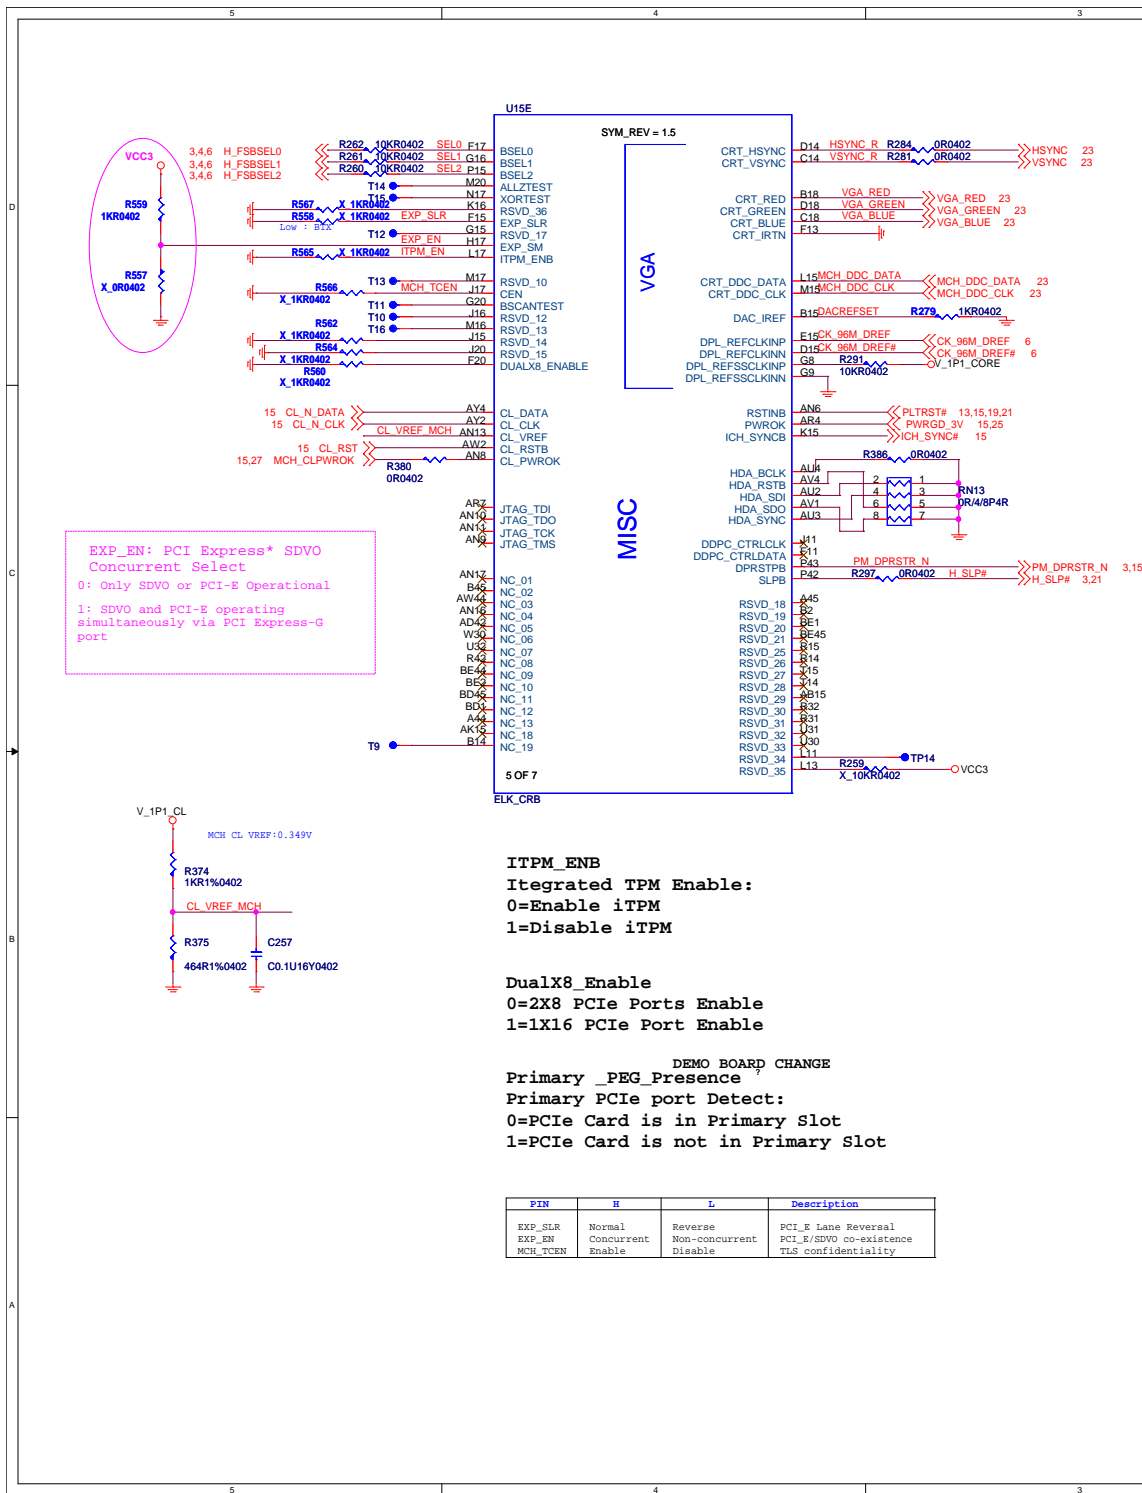 5 4 3
U15E
SYM_REV = 1.5
VCC3
R559
1KR0402
R557
X_0R0402
3,4,6 H_FSBSEL0 R262 10KR0402 SEL0 F17 BSEL0
3,4,6 H_FSBSEL1 R261 10KR0402 SEL1 G16 BSEL1
3,4,6 H_FSBSEL2 R260 10KR0402 SEL2 P15 BSEL2
T14 M20 ALLZTEST
T15 N17 XORTEST
R567 X_1KR0402 K16 RSVD_36
R558 X_1KR0402 EXP_SLR F15 EXP_SLR
Low : BTX
T12 G15 RSVD_17
EXP_EN H17 EXP_SM
R565 X_1KR0402 ITPM_EN L17 ITPM_ENB
T13 M17 RSVD_10
R566 X_1KR0402 MCH_TCEN J17 CEN
T11 G20 BSCANTEST
T10 J16 RSVD_12
T16 M16 RSVD_13
R562 X_1KR0402 J15 RSVD_14
R564 X_1KR0402 J20 RSVD_15
R560 X_1KR0402 F20 DUALX8_ENABLE
15 CL_N_DATA AY4 CL_DATA
15 CL_N_CLK AY2 CL_CLK
CL_VREF_MCH AN13 CL_VREF
15 CL_RST AW2 CL_RSTB
15,27 MCH_CLPWROK R380 0R0402 AN8 CL_PWROK
AR7 JTAG_TDI
AN10 JTAG_TDO
AN11 JTAG_TCK
AN9 JTAG_TMS
AN17 NC_01
B45 NC_02
AW44 NC_03
AN16 NC_04
AD42 NC_05
W30 NC_06
U32 NC_07
R42 NC_08
BE44 NC_09
BE2 NC_10
BD45 NC_11
BD1 NC_12
A44 NC_13
AK15 NC_18
T9 B14 NC_19
5 OF 7
ELK_CRB
VGA
MISC
CRT_HSYNC D14 HSYNC_R R284 0R0402 HSYNC 23
CRT_VSYNC C14 VSYNC_R R281 0R0402 VSYNC 23
CRT_RED B18 VGA_RED VGA_RED 23
CRT_GREEN D18 VGA_GREEN VGA_GREEN 23
CRT_BLUE C18 VGA_BLUE VGA_BLUE 23
CRT_IRTN F13
CRT_DDC_DATA L15 MCH_DDC_DATA MCH_DDC_DATA 23
CRT_DDC_CLK M15 MCH_DDC_CLK MCH_DDC_CLK 23
DAC_IREF B15 DACREFSET R279 1KR0402
DPL_REFCLKINP E15 CK_96M_DREF CK_96M_DREF 6
DPL_REFCLKINN D15 CK_96M_DREF# CK_96M_DREF# 6
DPL_REFSSCLKINP G8 R291 10KR0402 V_1P1_CORE
DPL_REFSSCLKINN G9
RSTINB AN6 PLTRST# 13,15,19,21
PWROK AR4 PWRGD_3V 15,25
ICH_SYNCB K15 ICH_SYNC# 15
R386 0R0402
HDA_BCLK AU4
HDA_RSTB AV4 2 1
HDA_SDI AU2 4 3
HDA_SDO AV1 6 5
HDA_SYNC AU3 8 7
RN13
0R/4/8P4R
DDPC_CTRLCLK J11
DDPC_CTRLDATA F11
DPRSTPB P43 PM_DPRSTR_N PM_DPRSTR_N 3,15
SLPB P42 R297 0R0402 H_SLP# H_SLP# 3,21
RSVD_18 A45
RSVD_19 B2
RSVD_20 BE1
RSVD_21 BE45
RSVD_25 R15
RSVD_26 R14
RSVD_27 T15
RSVD_28 T14
RSVD_29 AB15
RSVD_30 R32
RSVD_31 R31
RSVD_32 U31
RSVD_33 U30
RSVD_34 L11 TP14
RSVD_35 L13 R259 X_10KR0402 VCC3
EXP_EN: PCI Express* SDVO
Concurrent Select
0: Only SDVO or PCI-E Operational
1: SDVO and PCI-E operating
simultaneously via PCI Express-G
port
V_1P1_CL
MCH CL VREF:0.349V
R374
1KR1%0402
CL_VREF_MCH
R375
464R1%0402
C257
C0.1U16Y0402
ITPM_ENB
Itegrated TPM Enable:
0=Enable iTPM
1=Disable iTPM
DualX8_Enable
0=2X8 PCIe Ports Enable
1=1X16 PCIe Port Enable
DEMO BOARD CHANGE
?
Primary _PEG_Presence
Primary PCIe port Detect:
0=PCIe Card is in Primary Slot
1=PCIe Card is not in Primary Slot
PIN H L Description
EXP_SLR Normal Reverse PCI_E Lane Reversal
EXP_EN Concurrent Non-concurrent PCI_E/SDVO co-existence
MCH_TCEN Enable Disable TLS confidentiality
D
C
B
A
5 4 3